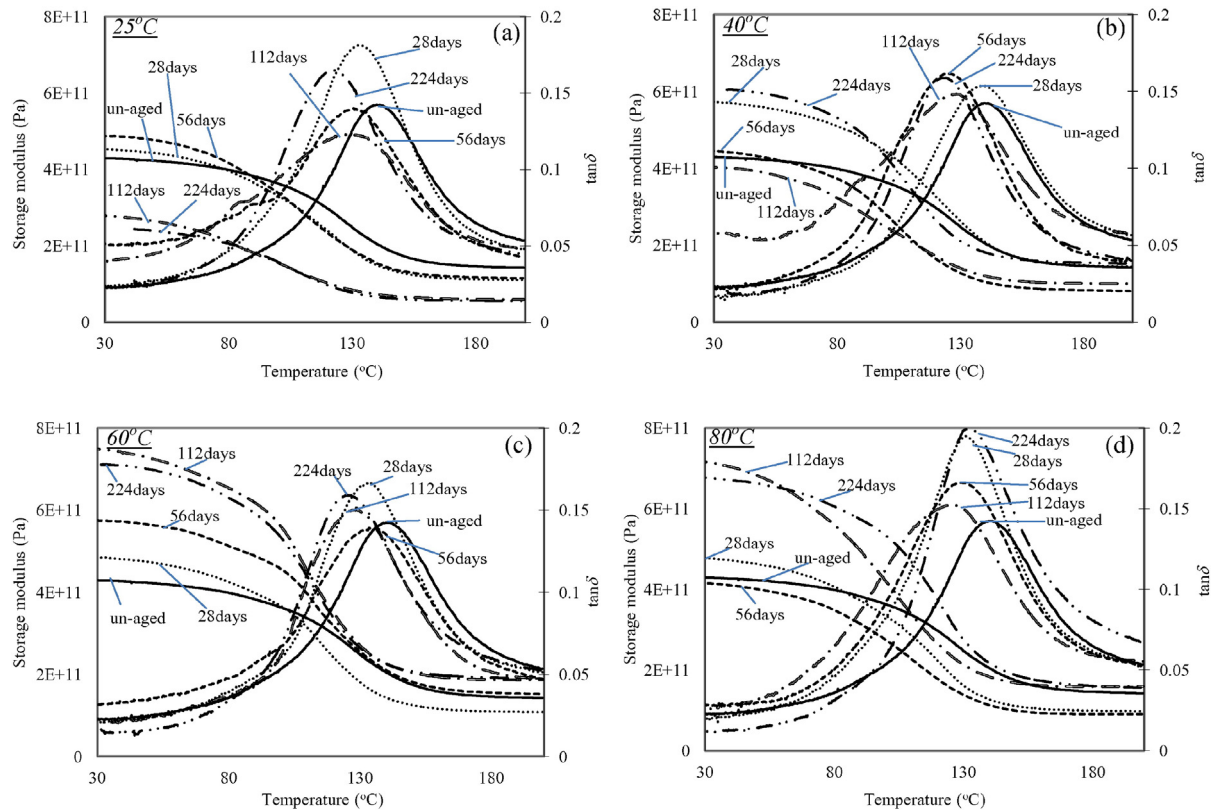 25°C
(a)
8E+11
6E+11
4E+11
2E+11
0
Storage modulus (Pa)
0.2
0.15
0.1
0.05
0
tanδ
28days
112days
28days
224days
un-aged
un-aged
56days
56days
112days
224days
30
80
130
180
Temperature (°C)
40°C
(b)
8E+11
6E+11
4E+11
2E+11
0
Storage modulus (Pa)
0.2
0.15
0.1
0.05
0
tanδ
112days
56days
224days
28days
28days
224days
un-aged
56days
un-aged
112days
30
80
130
180
Temperature (°C)
60°C
(c)
8E+11
6E+11
4E+11
2E+11
0
Storage modulus (Pa)
0.2
0.15
0.1
0.05
0
tanδ
112days
224days
224days
28days
112days
56days
un-aged
56days
28days
un-aged
28days
30
80
130
180
Temperature (°C)
80°C
(d)
8E+11
6E+11
4E+11
2E+11
0
Storage modulus (Pa)
0.2
0.15
0.1
0.05
0
tanδ
224days
28days
112days
224days
56days
112days
un-aged
28days
un-aged
56days
30
80
130
180
Temperature (°C)